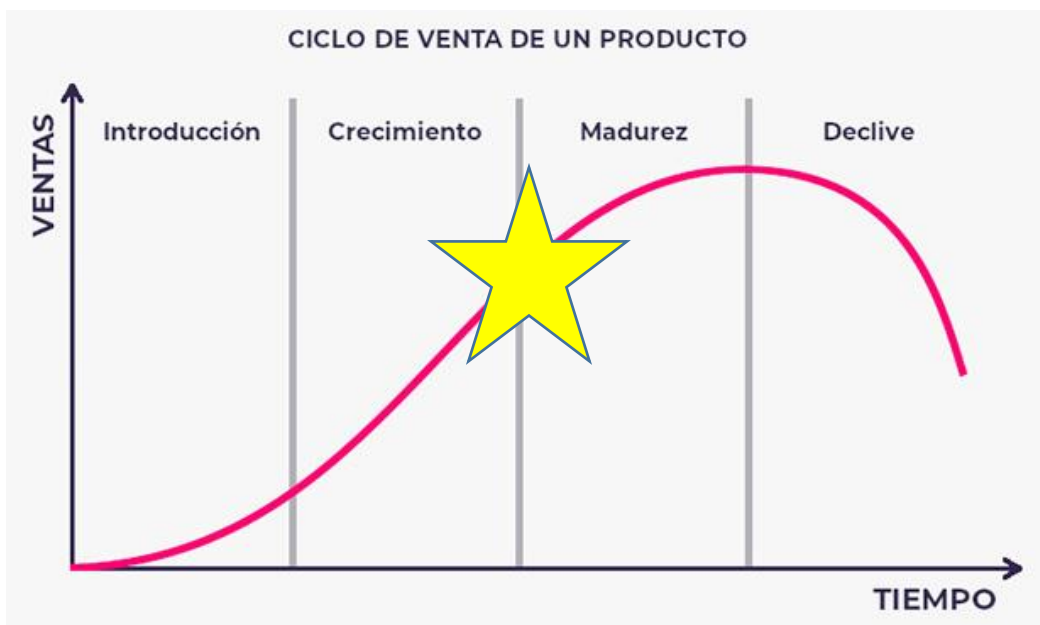 CICLO DE VENTA DE UN PRODUCTO
VENTAS
Introducción
Crecimiento
Madurez
Declive
TIEMPO